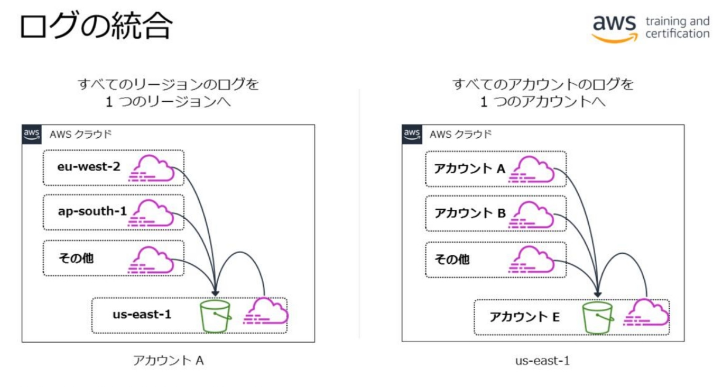 ログの統合
aws training and
certification
すべてのリージョンのログを
1 つのリージョンへ
aws AWS クラウド
eu-west-2
ap-south-1
その他
us-east-1
アカウント A
すべてのアカウントのログを
1 つのアカウントへ
aws AWS クラウド
アカウント A
アカウント B
その他
アカウント E
us-east-1